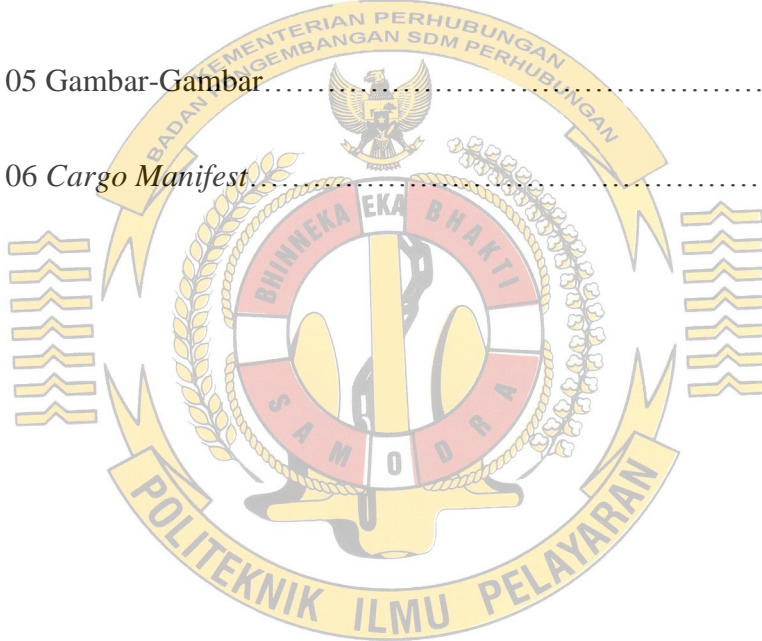 KEMENTERIAN PERHUBUNGAN
BADAN PENGEMBANGAN SDM PERHUBUNGAN
05 Gambar-Gambar……………………………………………
06 Cargo Manifest……………………………………………
BHINNEKA EKA BHAKTI
SAMODRA
POLITEKNIK ILMU PELAYARAN